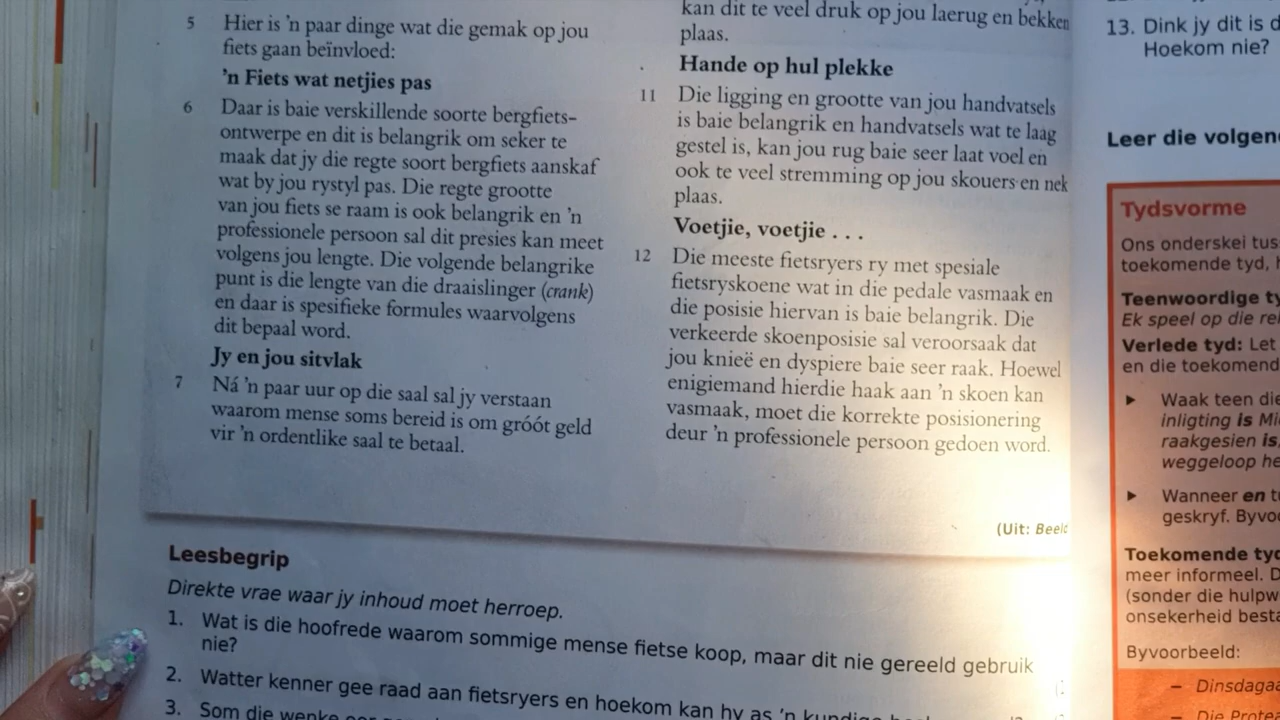 5 Hier is 'n paar dinge wat die gemak op jou
fiets gaan beïnvloed:
'n Fiets wat netjies pas
6 Daar is baie verskillende soorte bergfiets-
ontwerpe en dit is belangrik om seker te
maak dat jy die regte soort bergfiets aanskaf
wat by jou rystyl pas. Die regte grootte
van jou fiets se raam is ook belangrik en 'n
professionele persoon sal dit presies kan meet
volgens jou lengte. Die volgende belangrike
punt is die lengte van die draaislinger (crank)
en daar is spesifieke formules waarvolgens
dit bepaal word.
Jy en jou sitvlak
7 Ná 'n paar uur op die saal sal jy verstaan
waarom mense soms bereid is om gróót geld
vir 'n ordentlike saal te betaal.
kan dit te veel druk op jou laerug en bekken
plaas.
Hande op hul plekke
11 Die ligging en grootte van jou handvatsels
is baie belangrik en handvatsels wat te laag
gestel is, kan jou rug baie seer laat voel en
ook te veel stremming op jou skouers en nek
plaas.
Voetjie, voetjie . . .
12 Die meeste fietsryers ry met spesiale
fietsryskoene wat in die pedale vasmaak en
die posisie hiervan is baie belangrik. Die
verkeerde skoenposisie sal veroorsaak dat
jou knieë en dyspiere baie seer raak. Hoewel
enigiemand hierdie haak aan 'n skoen kan
vasmaak, moet die korrekte posisionering
deur 'n professionele persoon gedoen word.
(Uit: Beeld
Leesbegrip
Direkte vrae waar jy inhoud moet herroep.
1. Wat is die hoofrede waarom sommige mense fietse koop, maar dit nie gereeld gebruik
nie?
2. Watter kenner gee raad aan fietsryers en hoekom kan hy as 'n kundige
3. Som die
13. Dink jy dit is
Hoekom nie?
Leer die
Tydsvorme
Ons onderskei
toekomende tyd,
Teenwoordige
Ek speel op die
Verlede tyd: Let
en die
Waak teen
inligting is
raakgesien is
weggeloop
Wanneer en
geskryf.
Toekomende
meer informeel.
(sonder die
onsekerheid
Byvoorbeeld:
–
– Die